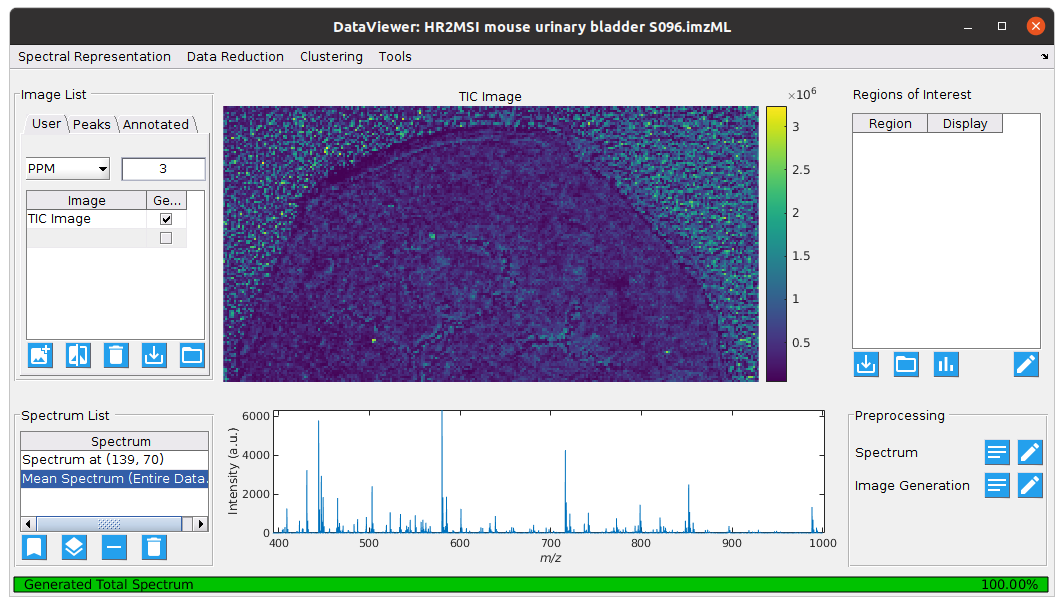 DataViewer: HR2MSI mouse urinary bladder S096.imzML
Spectral Representation Data Reduction Clustering Tools
Image List
User Peaks Annotated
PPM 3
Image Ge...
TIC Image
TIC Image
×10^6
3
2.5
2
1.5
1
0.5
Regions of Interest
Region Display
Spectrum List
Spectrum
Spectrum at (139, 70)
Mean Spectrum (Entire Data.
Intensity (a.u.)
6000
4000
2000
0
400 500 600 700 800 900 1000
m/z
Preprocessing
Spectrum
Image Generation
Generated Total Spectrum 100.00%